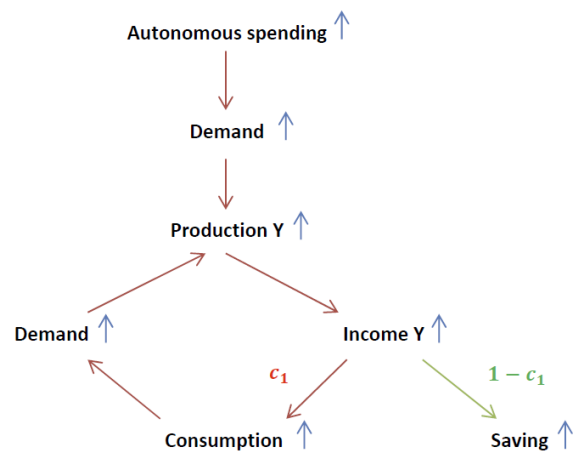 Autonomous spending
Demand
Production Y
Demand
Income Y
c₁
1 − c₁
Consumption
Saving